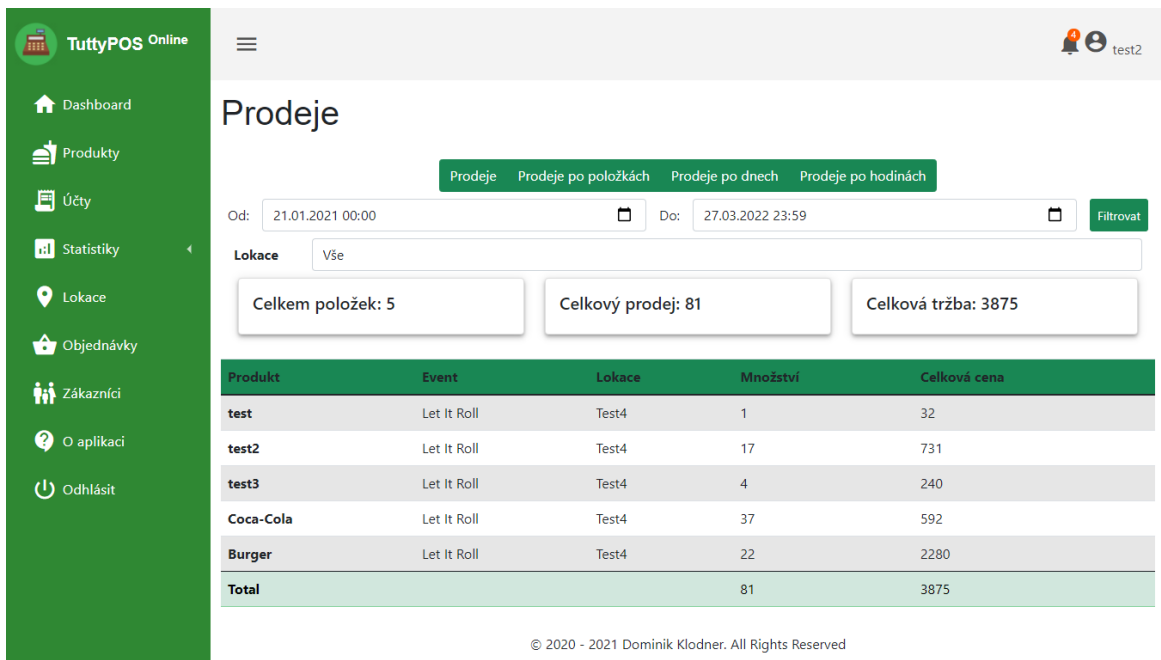 TuttyPOS Online
4
test2
Dashboard
Produkty
Účty
Statistiky
Lokace
Objednávky
Zákazníci
O aplikaci
Odhlásit
Prodeje
Prodeje Prodeje po položkách Prodeje po dnech Prodeje po hodinách
Od: 21.01.2021 00:00 Do: 27.03.2022 23:59 Filtrovat
Lokace Vše
Celkem položek: 5 Celkový prodej: 81 Celková tržba: 3875
Produkt Event Lokace Množství Celková cena
test Let It Roll Test4 1 32
test2 Let It Roll Test4 17 731
test3 Let It Roll Test4 4 240
Coca-Cola Let It Roll Test4 37 592
Burger Let It Roll Test4 22 2280
Total 81 3875
© 2020 - 2021 Dominik Klodner. All Rights Reserved